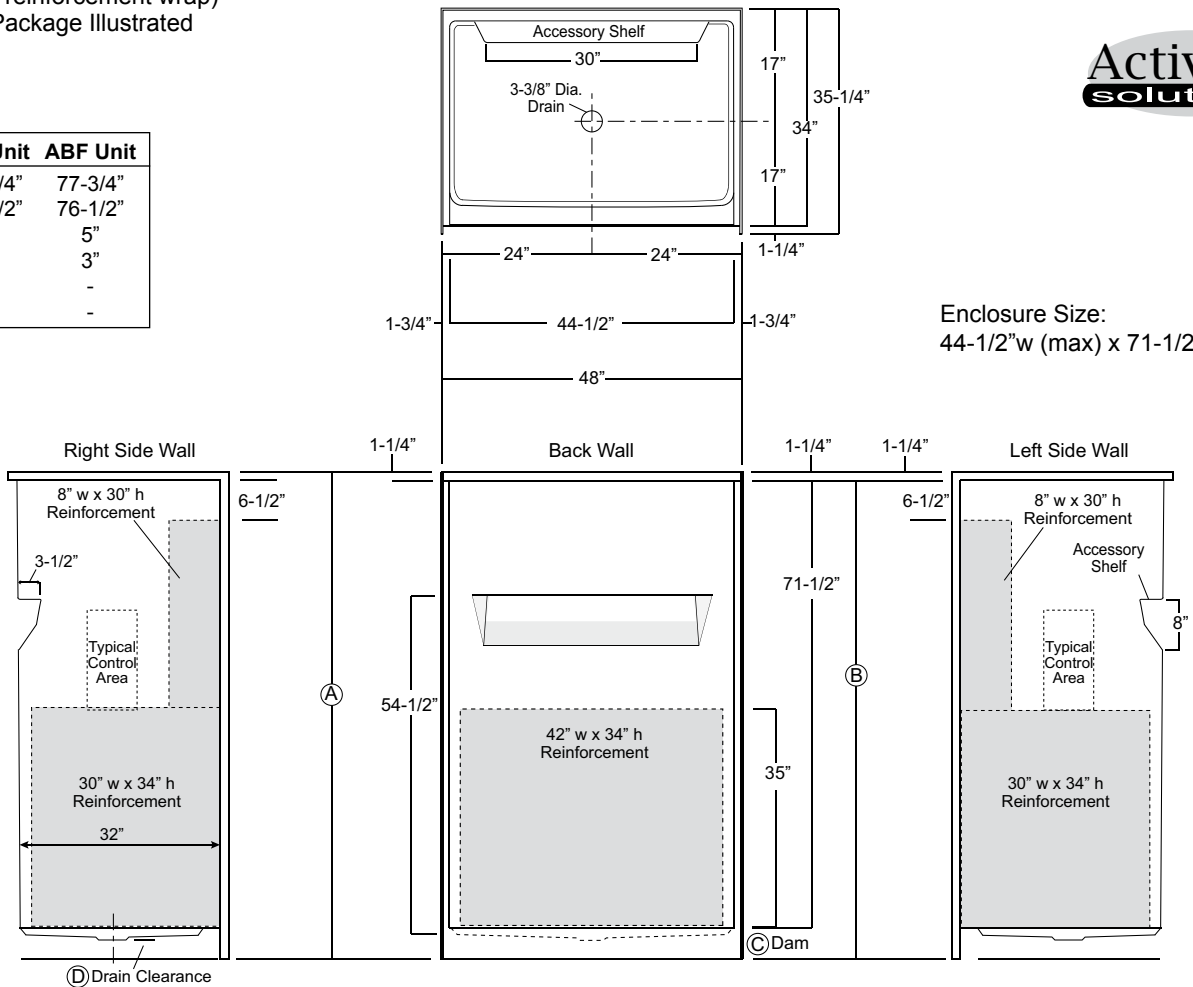 reinforcement wrap)
Package Illustrated
Unit ABF Unit
/4” 77-3/4”
/2” 76-1/2”
5”
3”
-
-
Accessory Shelf
30”
3-3/8” Dia.
Drain
17”
35-1/4”
34”
17”
1-1/4”
24” 24”
1-3/4” 44-1/2” 1-3/4”
48”
Activ
solut
Enclosure Size:
44-1/2”w (max) x 71-1/2
Right Side Wall
8” w x 30” h
Reinforcement
3-1/2”
Typical
Control
Area
30” w x 34” h
Reinforcement
32”
D Drain Clearance
6-1/2”
A
1-1/4”
Back Wall
54-1/2”
42” w x 34” h
Reinforcement
1-1/4”
71-1/2”
35”
C Dam
B
1-1/4”
6-1/2”
Left Side Wall
8” w x 30” h
Reinforcement
Accessory
Shelf
8”
Typical
Control
Area
30” w x 34” h
Reinforcement